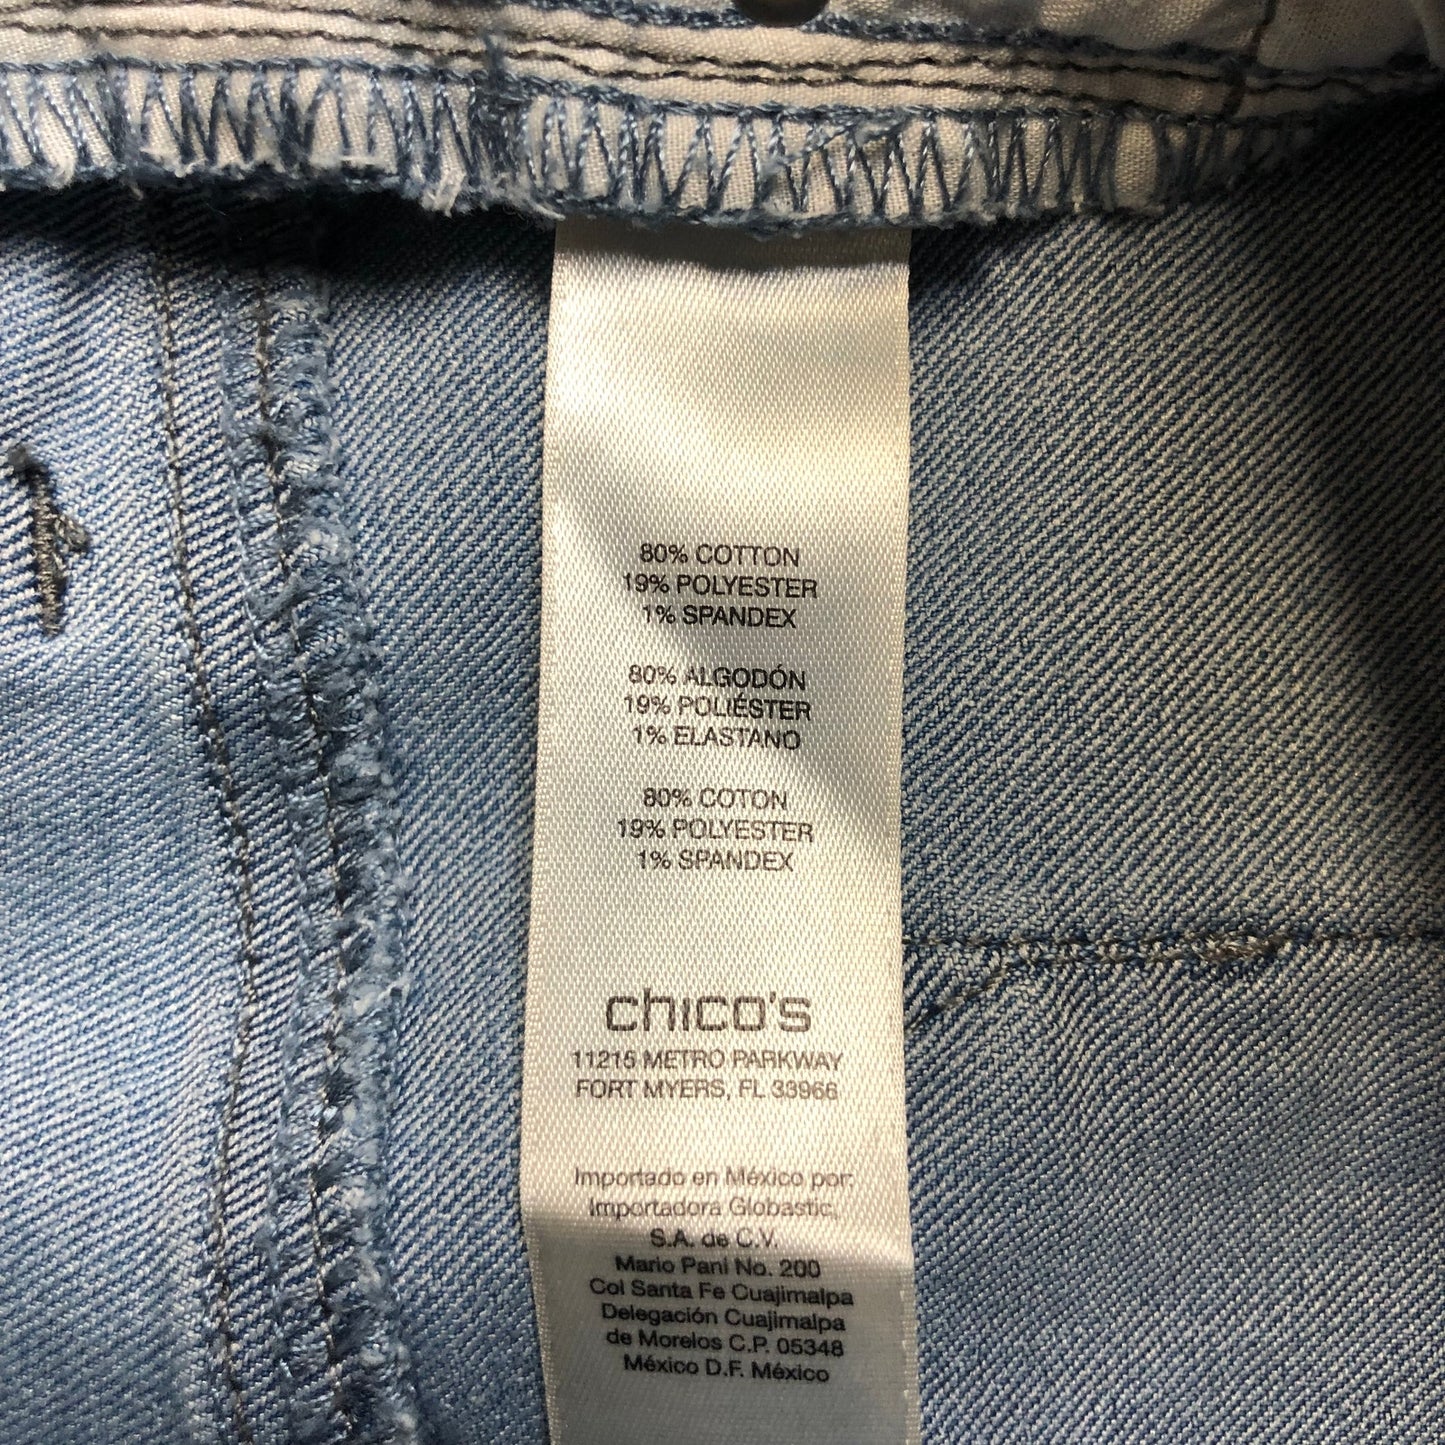 80% COTTON
19% POLYESTER
1% SPANDEX
80% ALGODÓN
19% POLIÉSTER
1% ELASTANO
80% COTON
19% POLYESTER
1% SPANDEX
chico's
11215 METRO PARKWAY
FORT MYERS, FL 33966
Importado en México por:
Importadora Globastic,
S.A. de C.V.
Mario Pani No. 200
Col Santa Fe Cuajimalpa
Delegación Cuajimalpa
de Morelos C.P. 05348
México D.F. México